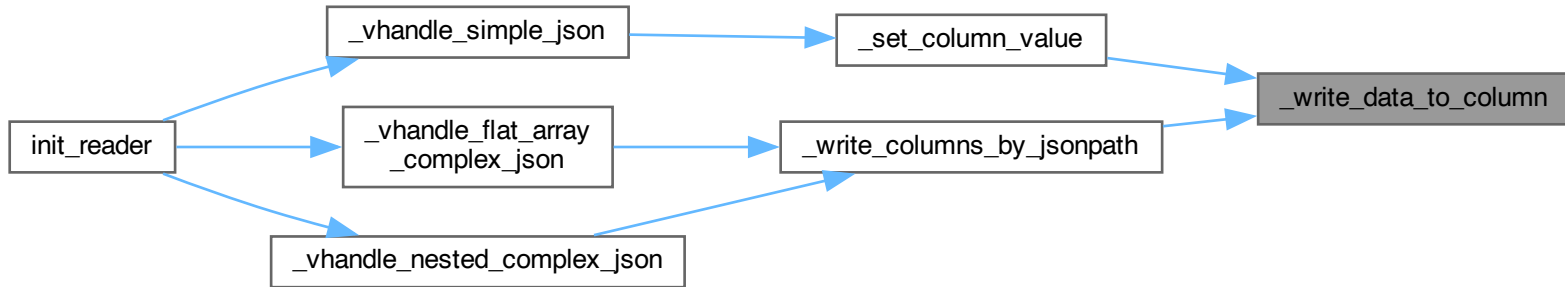 _vhandle_simple_json
_set_column_value
_write_data_to_column
init_reader
_vhandle_flat_array
_complex_json
_write_columns_by_jsonpath
_vhandle_nested_complex_json